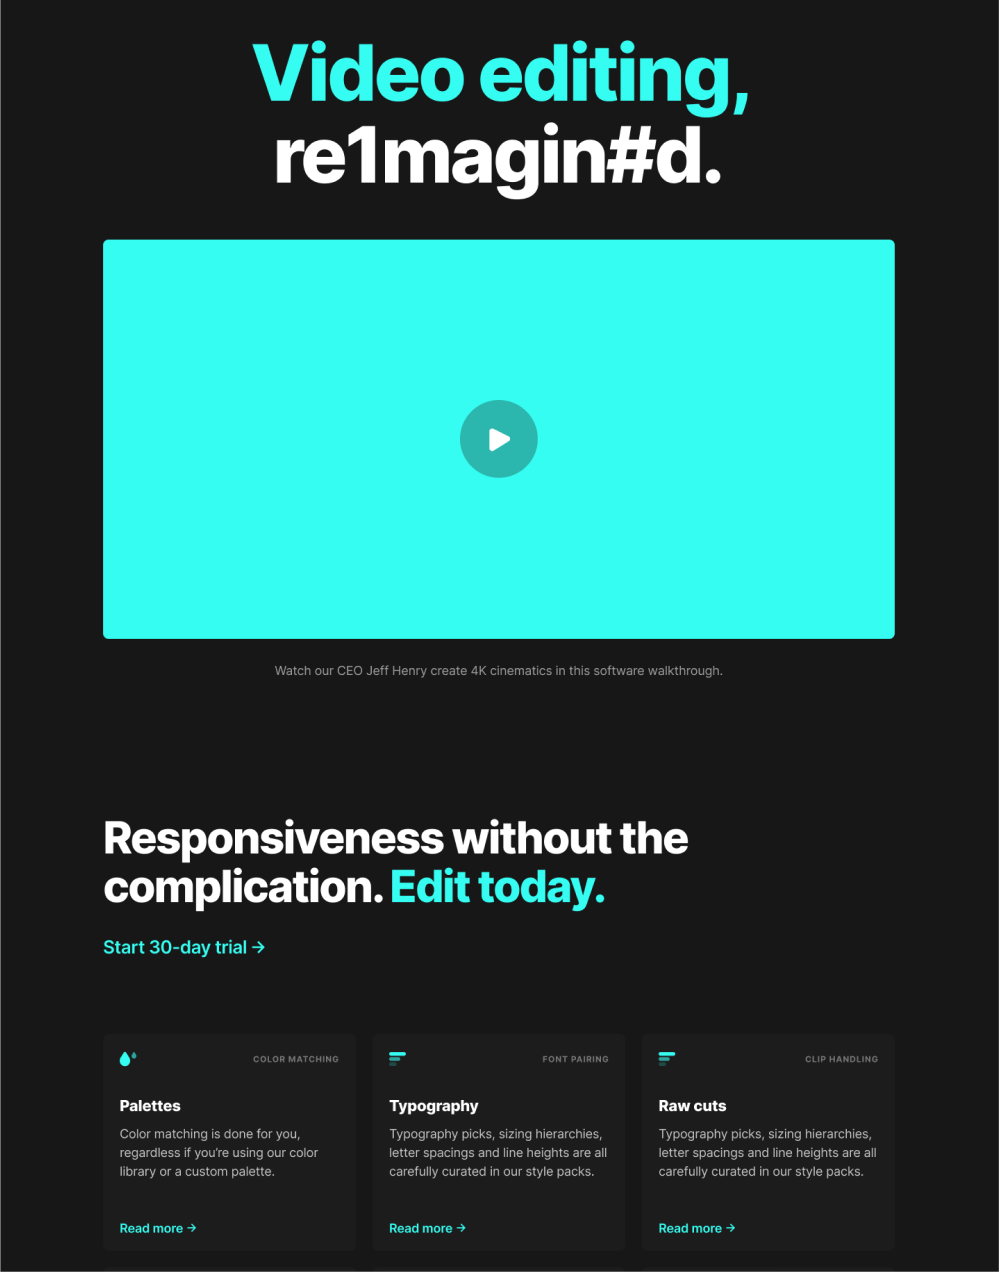 Video editing,
re1magin#d.
Watch our CEO Jeff Henry create 4K cinematics in this software walkthrough.
Responsiveness without the
complication. Edit today.
Start 30-day trial →
COLOR MATCHING
Palettes
Color matching is done for you,
regardless if you're using our color
library or a custom palette.
Read more →
FONT PAIRING
Typography
Typography picks, sizing hierarchies,
letter spacings and line heights are all
carefully curated in our style packs.
Read more →
CLIP HANDLING
Raw cuts
Typography picks, sizing hierarchies,
letter spacings and line heights are all
carefully curated in our style packs.
Read more →